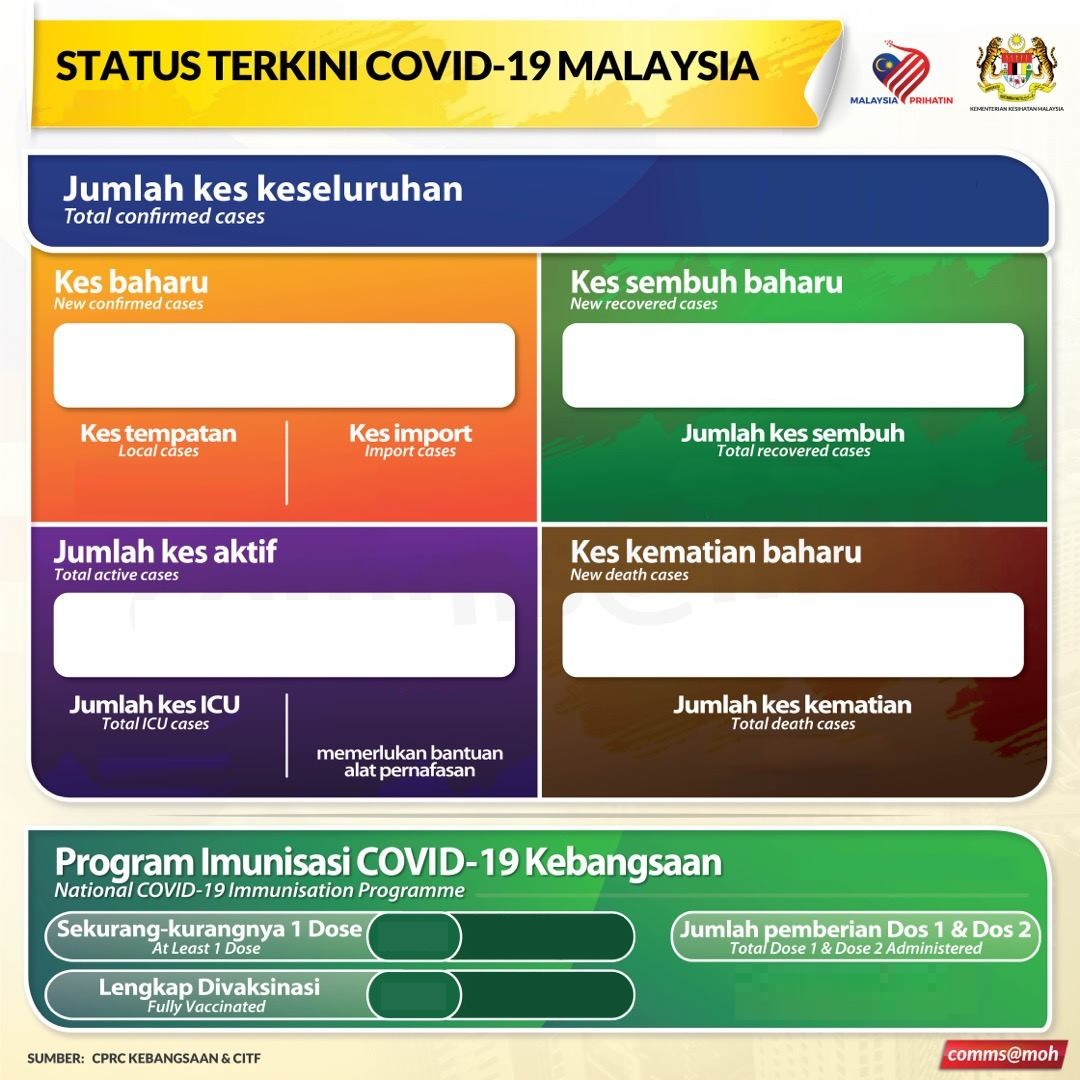 STATUS TERKINI COVID-19 MALAYSIA
MALAYSIA PRIHATIN
KEMENTERIAN KESIHATAN MALAYSIA
Jumlah kes keseluruhan
Total confirmed cases
Kes baharu
New confirmed cases
Kes tempatan
Local cases
Kes import
Import cases
Kes sembuh baharu
New recovered cases
Jumlah kes sembuh
Total recovered cases
Jumlah kes aktif
Total active cases
Jumlah kes ICU
Total ICU cases
memerlukan bantuan
alat pernafasan
Kes kematian baharu
New death cases
Jumlah kes kematian
Total death cases
Program Imunisasi COVID-19 Kebangsaan
National COVID-19 Immunisation Programme
Sekurang-kurangnya 1 Dose
At Least 1 Dose
Lengkap Divaksinasi
Fully Vaccinated
Jumlah pemberian Dos 1 & Dos 2
Total Dose 1 & Dose 2 Administered
SUMBER: CPRC KEBANGSAAN & CITF
comms@moh